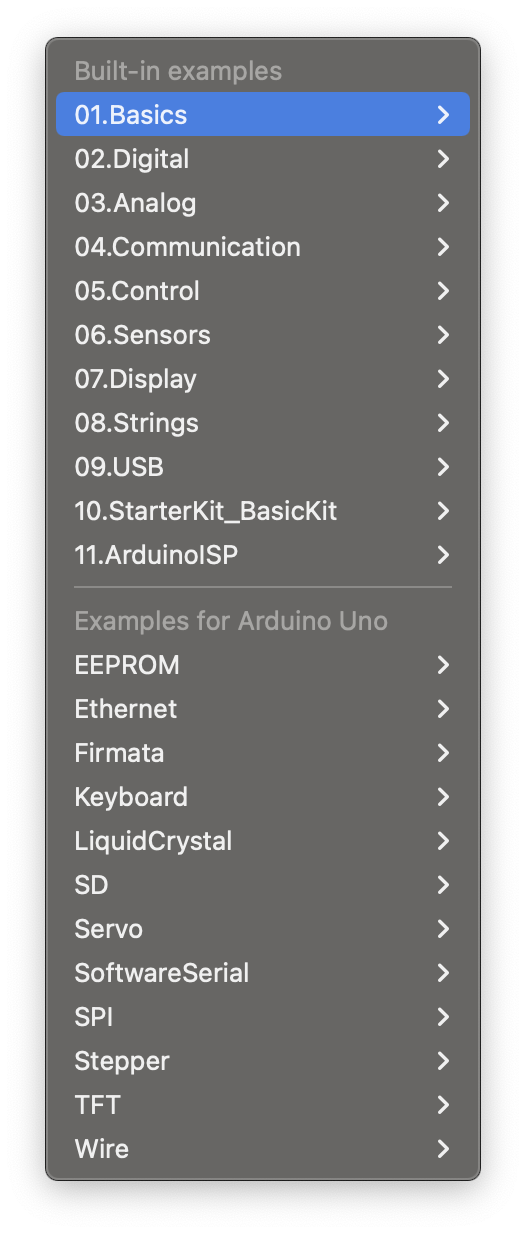 Built-in examples
01.Basics
02.Digital
03.Analog
04.Communication
05.Control
06.Sensors
07.Display
08.Strings
09.USB
10.StarterKit_BasicKit
11.ArduinoISP
Examples for Arduino Uno
EEPROM
Ethernet
Firmata
Keyboard
LiquidCrystal
SD
Servo
SoftwareSerial
SPI
Stepper
TFT
Wire